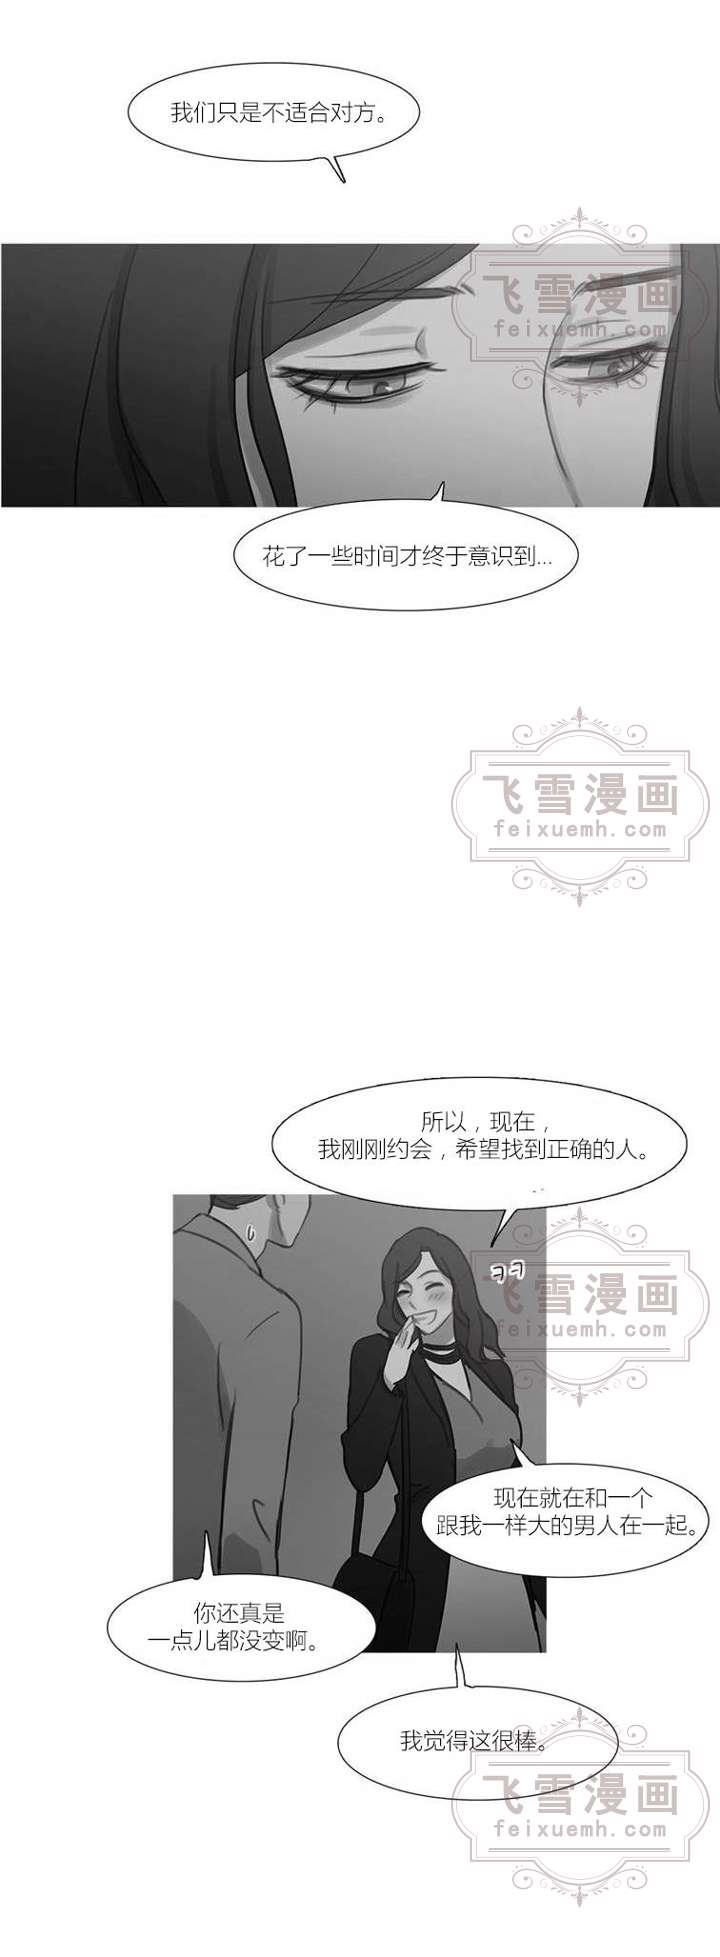 我们只是不适合对方。
飞雪漫画
feixuemh.com
花了一些时间才终于意识到...
飞雪漫画
feixuemh.com
所以，现在，
我刚刚约会，希望找到正确的人。
ㅋㅋ
飞雪漫画
feixuemh.com
现在就在和一个
跟我一样大的男人在一起。
你还真是
一点儿都没变啊。
我觉得这很棒。
飞雪漫画
feixuemh.com